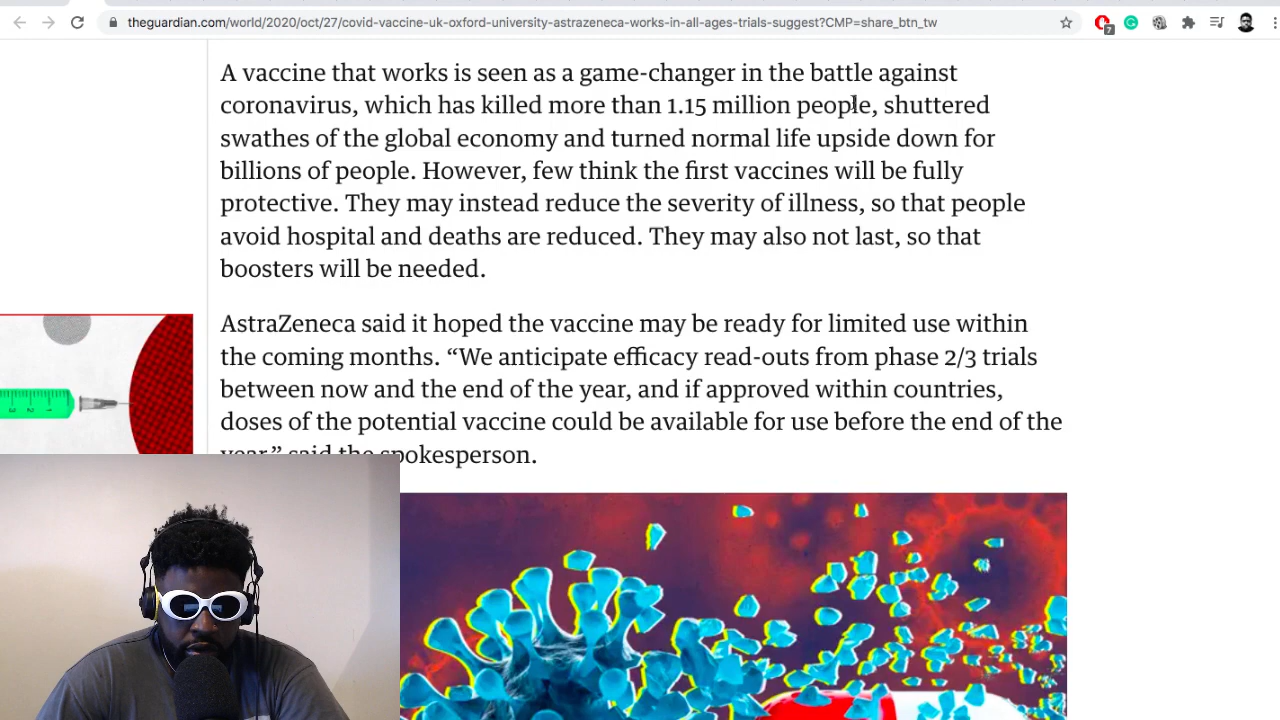 theguardian.com/world/2020/oct/27/covid-vaccine-uk-oxford-university-astrazeneca-works-in-all-ages-trials-suggest?CMP=share_btn_tw
7
A vaccine that works is seen as a game-changer in the battle against
coronavirus, which has killed more than 1.15 million people, shuttered
swathes of the global economy and turned normal life upside down for
billions of people. However, few think the first vaccines will be fully
protective. They may instead reduce the severity of illness, so that people
avoid hospital and deaths are reduced. They may also not last, so that
boosters will be needed.
AstraZeneca said it hoped the vaccine may be ready for limited use within
the coming months. “We anticipate efficacy read-outs from phase 2/3 trials
between now and the end of the year, and if approved within countries,
doses of the potential vaccine could be available for use before the end of the
year,” said the spokesperson.